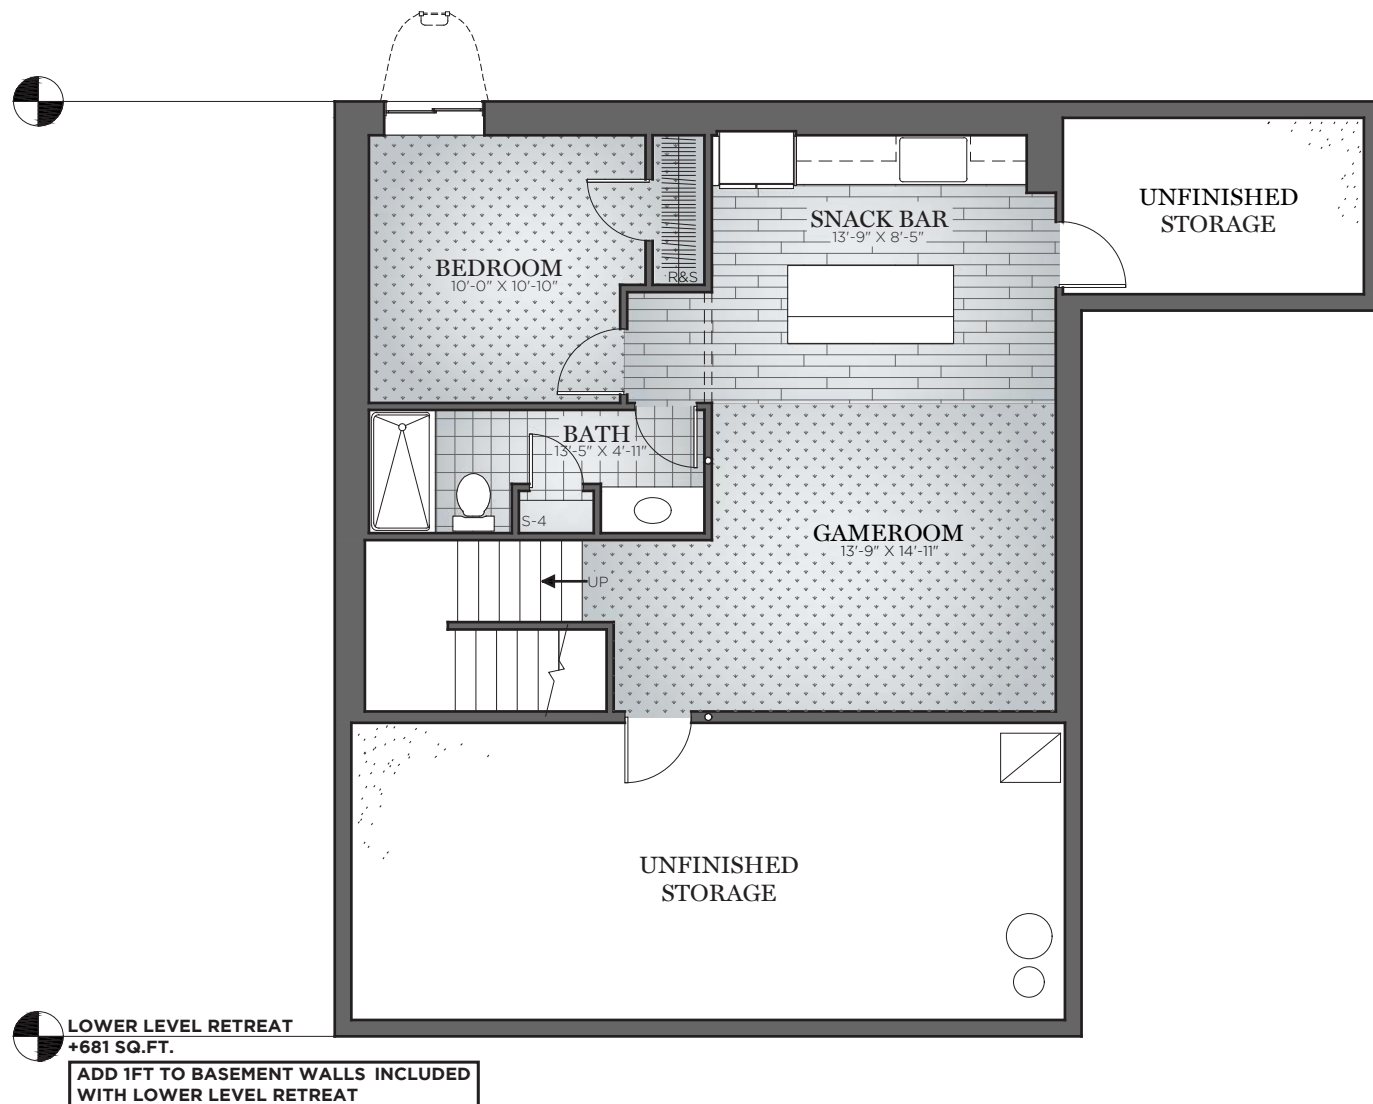 UNFINISHED
STORAGE
SNACK BAR
13'-9" X 8'-5"
BEDROOM
10'-0" X 10'-10"
R&S
BATH
13'-5" X 4'-11"
S-4
GAMEROOM
13'-9" X 14'-11"
UP
UNFINISHED
STORAGE
LOWER LEVEL RETREAT
+681 SQ.FT.
ADD 1FT TO BASEMENT WALLS INCLUDED
WITH LOWER LEVEL RETREAT